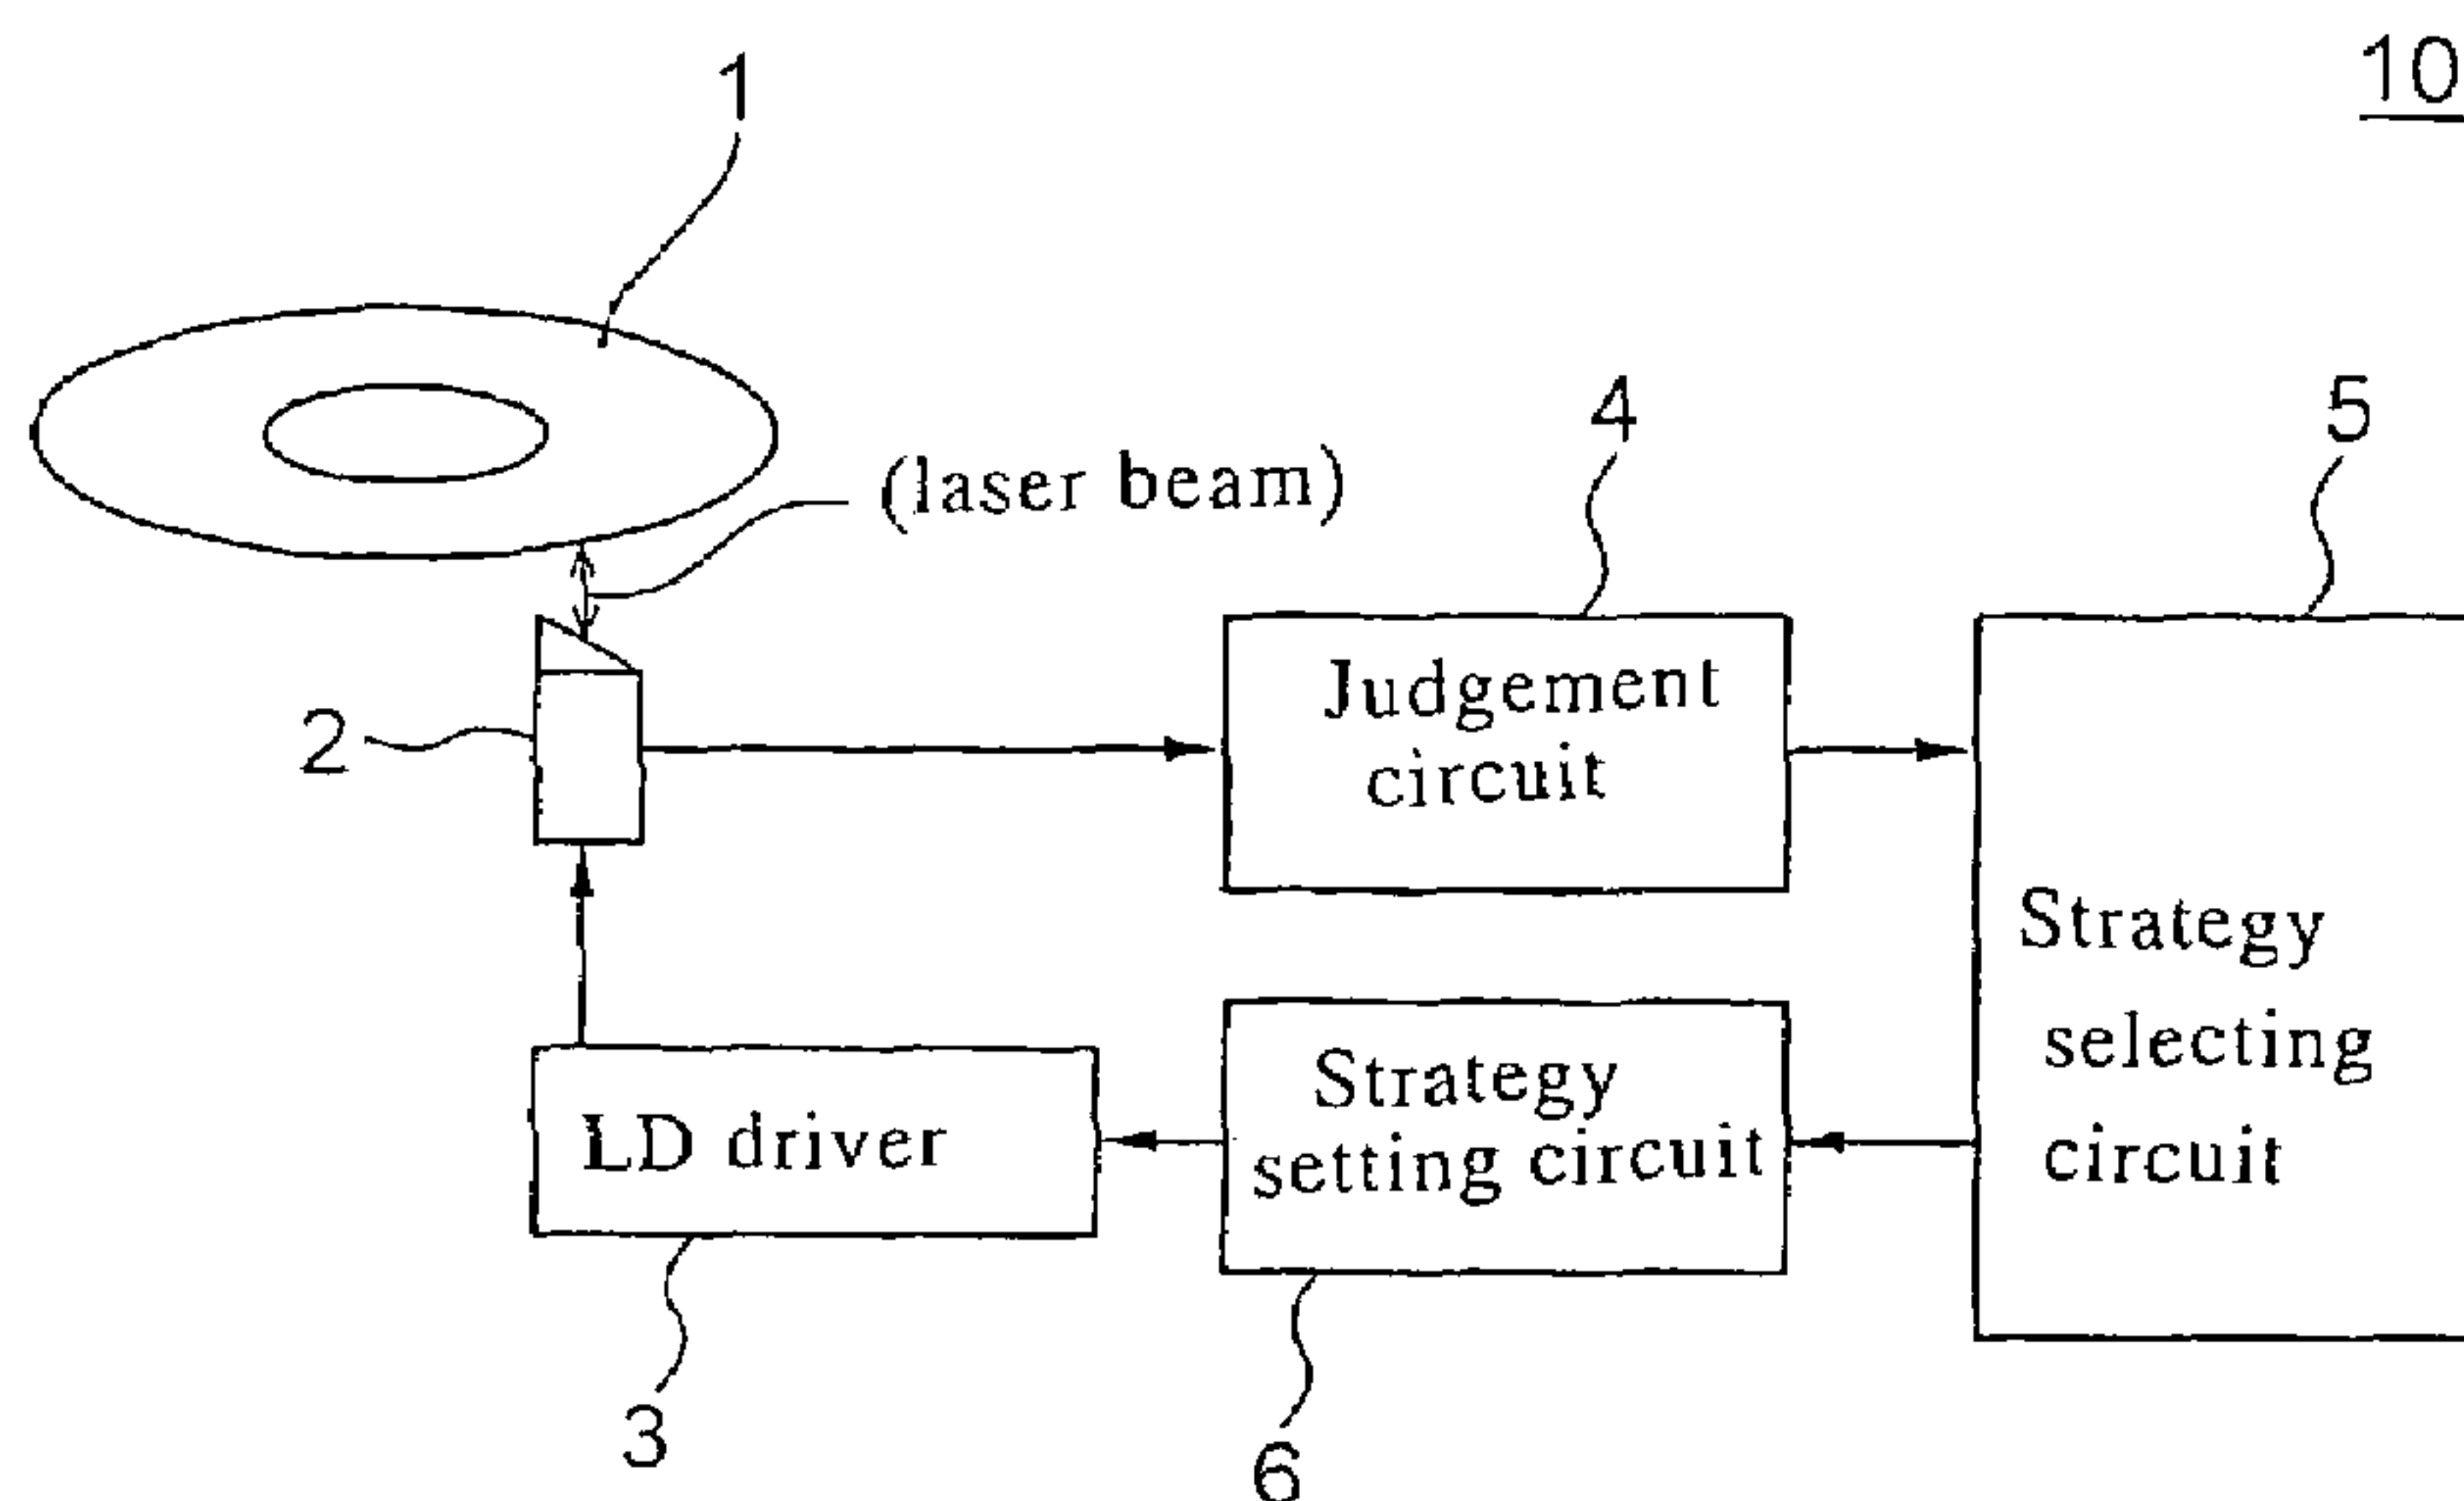 1
10
4
5
(laser beam)
2
Judgement
circuit
Strategy
selecting
circuit
Strategy
setting circuit
LD driver
3
6